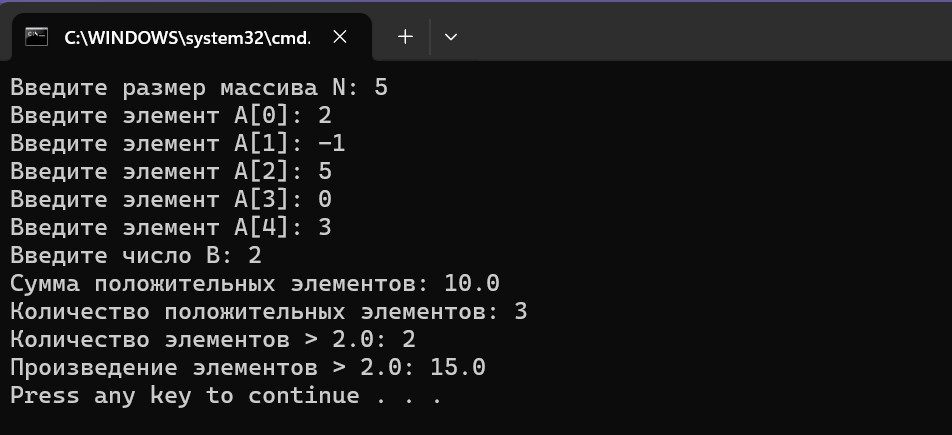 C:\WINDOWS\system32\cmd.
Введите размер массива N: 5
Введите элемент A[0]: 2
Введите элемент A[1]: -1
Введите элемент A[2]: 5
Введите элемент A[3]: 0
Введите элемент A[4]: 3
Введите число B: 2
Сумма положительных элементов: 10.0
Количество положительных элементов: 3
Количество элементов > 2.0: 2
Произведение элементов > 2.0: 15.0
Press any key to continue . . .